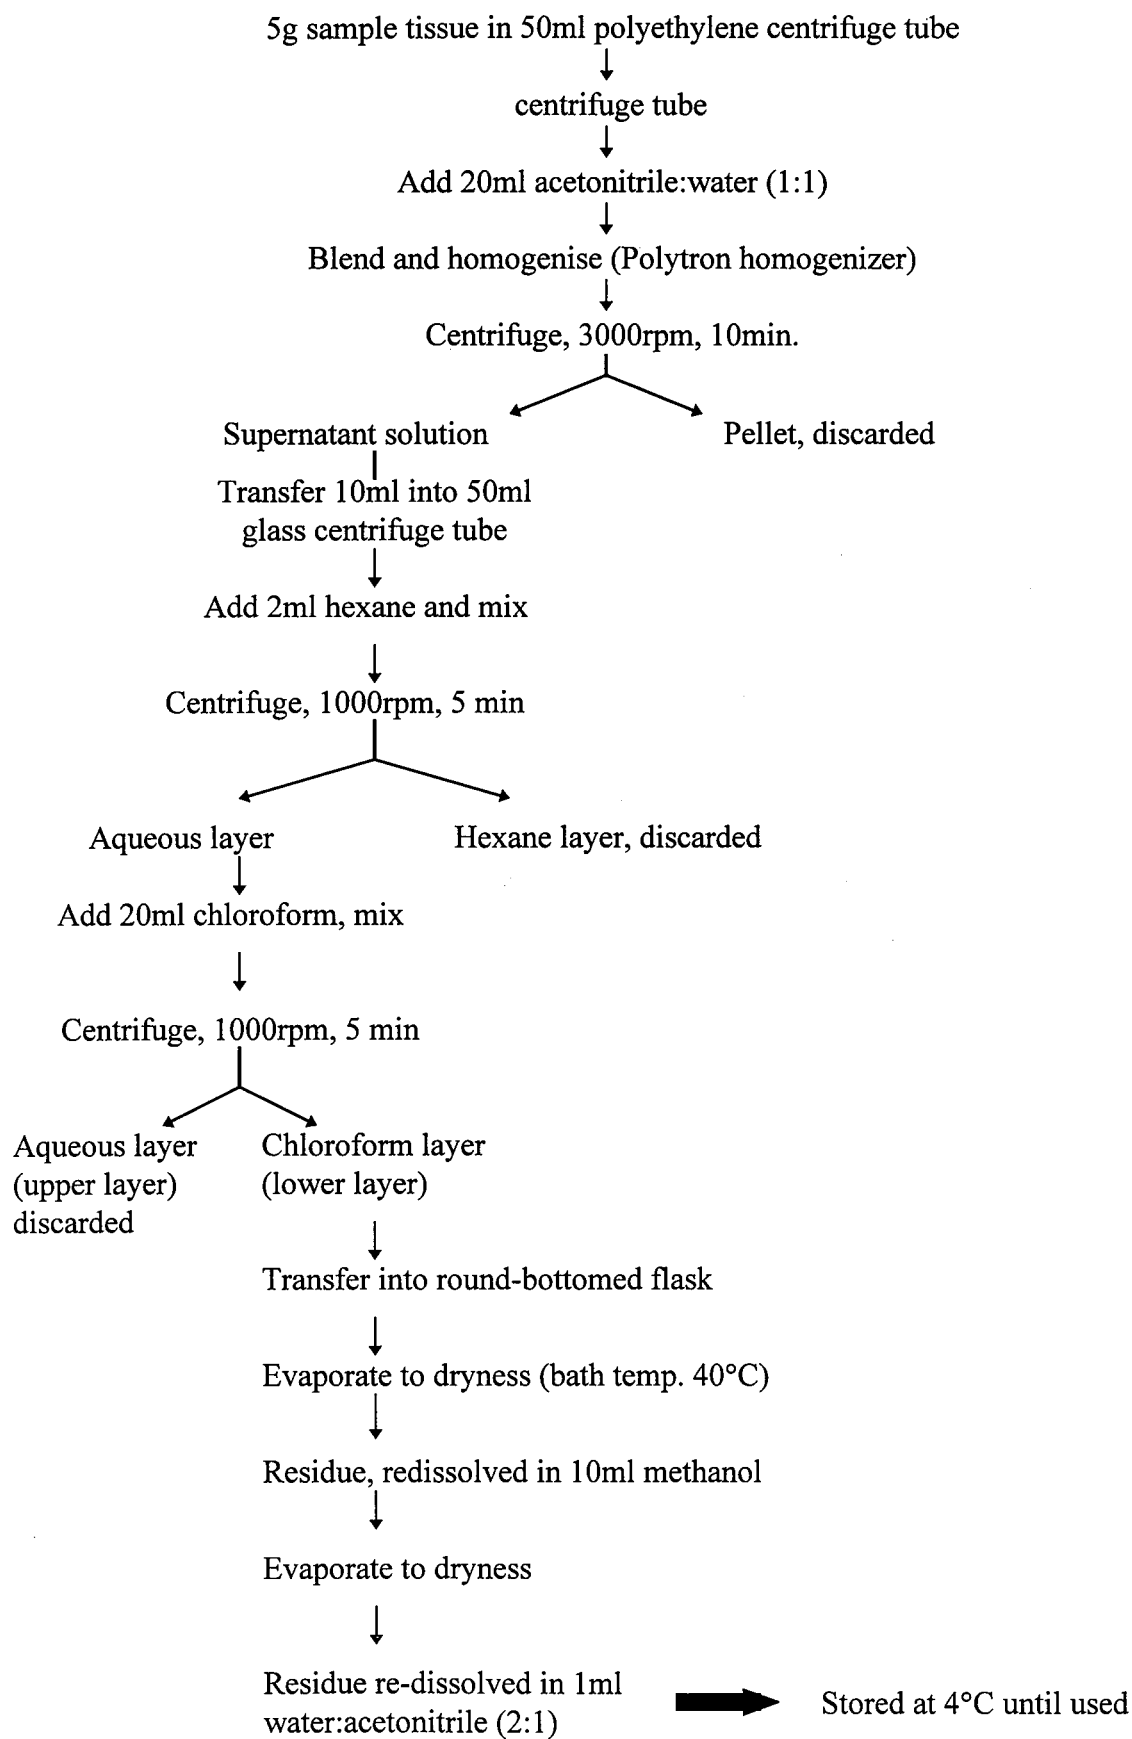 5g sample tissue in 50ml polyethylene centrifuge tube
centrifuge tube
Add 20ml acetonitrile:water (1:1)
Blend and homogenise (Polytron homogenizer)
Centrifuge, 3000rpm, 10min.
Supernatant solution
Pellet, discarded
Transfer 10ml into 50ml
glass centrifuge tube
Add 2ml hexane and mix
Centrifuge, 1000rpm, 5 min
Aqueous layer
Hexane layer, discarded
Add 20ml chloroform, mix
Centrifuge, 1000rpm, 5 min
Aqueous layer
(upper layer)
discarded
Chloroform layer
(lower layer)
Transfer into round-bottomed flask
Evaporate to dryness (bath temp. 40°C)
Residue, redissolved in 10ml methanol
Evaporate to dryness
Residue re-dissolved in 1ml
water:acetonitrile (2:1)
Stored at 4°C until used